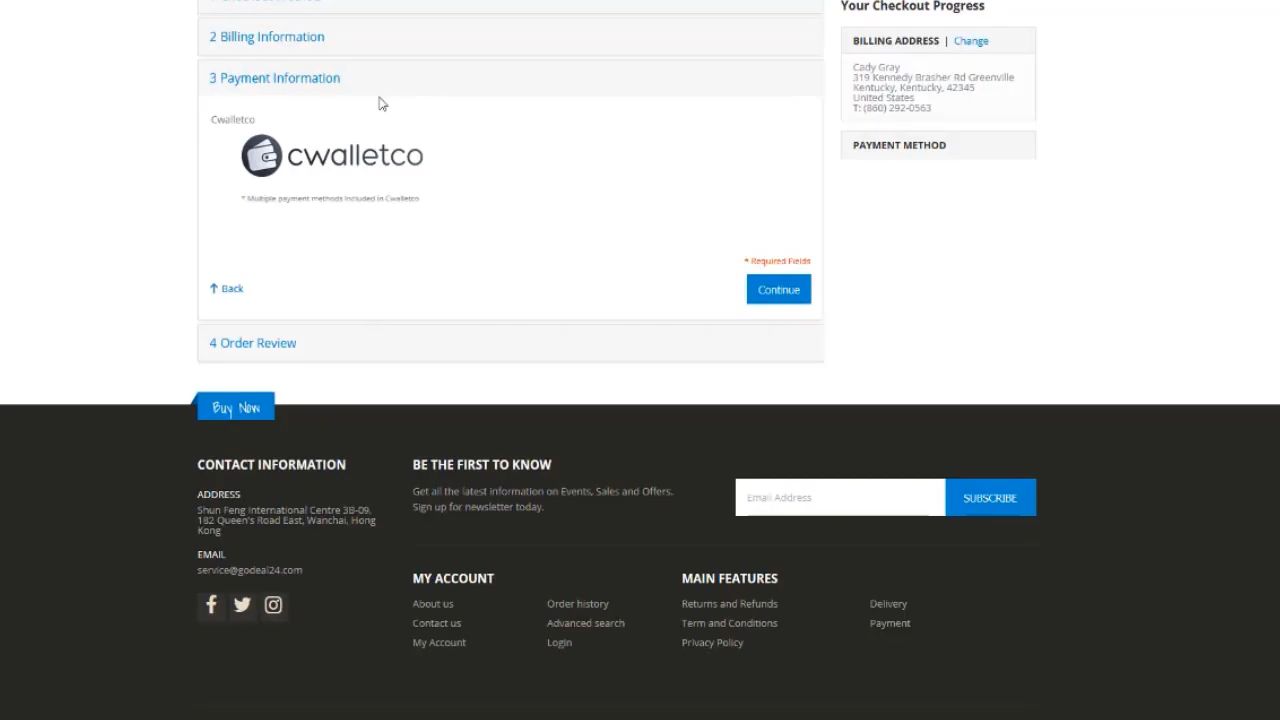 Your Checkout Progress
2 Billing Information
BILLING ADDRESS | Change
3 Payment Information
Cady Gray
319 Kennedy Brasher Rd Greenville
Kentucky, Kentucky, 42345
United States
T: (860) 292-0563
Cwalletco
cwalletco
PAYMENT METHOD
* Multiple payment methods included in Cwalletco
* Required Fields
Back
Continue
4 Order Review
Buy Now
CONTACT INFORMATION
ADDRESS
Shun Feng International Centre 3B-09,
182 Queen's Road East, Wanchai, Hong
Kong
EMAIL
service@godeal24.com
BE THE FIRST TO KNOW
Get all the latest information on Events, Sales and Offers.
Sign up for newsletter today.
Email Address
SUBSCRIBE
MY ACCOUNT
About us
Order history
Contact us
Advanced search
My Account
Login
MAIN FEATURES
Returns and Refunds
Delivery
Term and Conditions
Payment
Privacy Policy